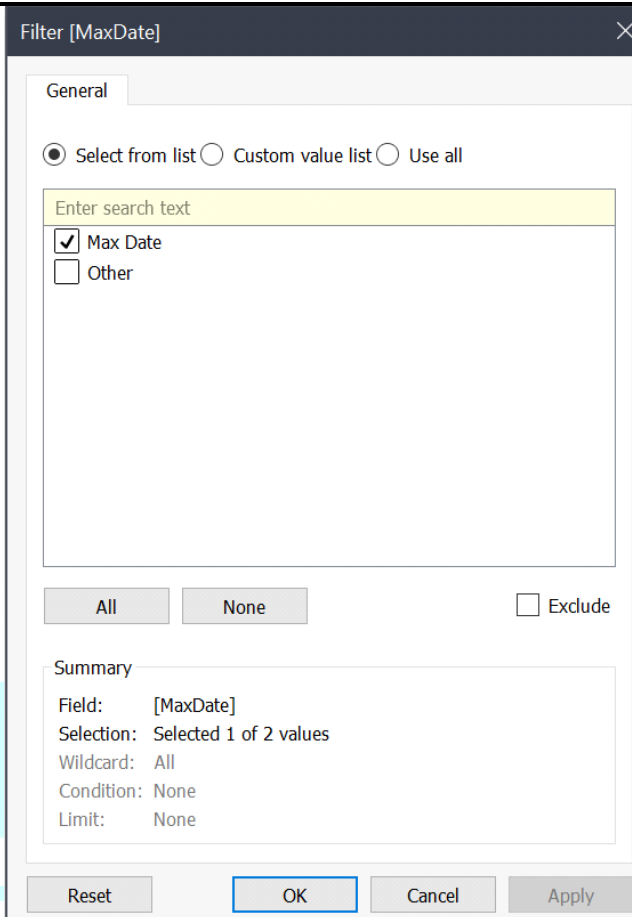 Filter [MaxDate]
General
Select from list Custom value list Use all
Enter search text
Max Date
Other
All None Exclude
Summary
Field: [MaxDate]
Selection: Selected 1 of 2 values
Wildcard: All
Condition: None
Limit: None
Reset OK Cancel Apply